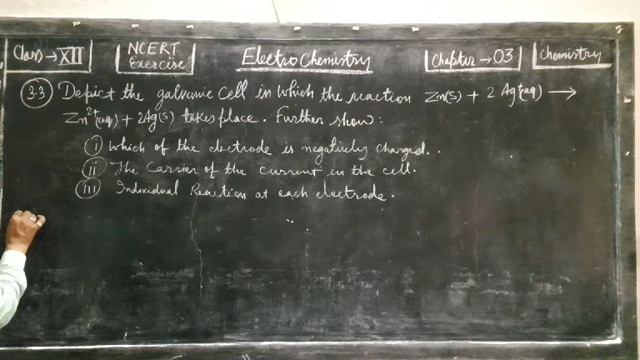 Class → XII
NCERT Exercise
ElectroChemistry
Chapter → 03
Chemistry
3.3 Depict the galvanic cell in which the reaction Zn(s) + 2 Ag⁺(aq) →
Zn²⁺(aq) + 2Ag(s) takes place. Further show:
i Which of the electrode is negatively charged.
ii The Carrier of the current in the cell.
iii Individual Reaction at each electrode.